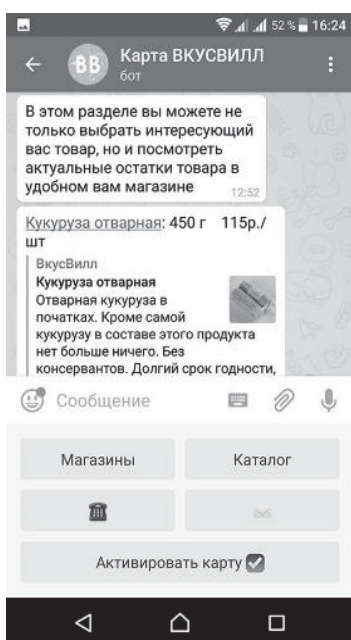 52 % 16:24
ВВ
Карта ВКУСВИЛЛ
бот
В этом разделе вы можете не
только выбрать интересующий
вас товар, но и посмотреть
актуальные остатки товара в
удобном вам магазине 12:52
Кукуруза отварная: 450 г 115р./
шт
ВкусВилл
Кукуруза отварная
Отварная кукуруза в
початках. Кроме самой
кукурузу в составе этого продукта
нет больше ничего. Без
консервантов. Долгий срок годности,
Сообщение
Магазины Каталог
Активировать карту